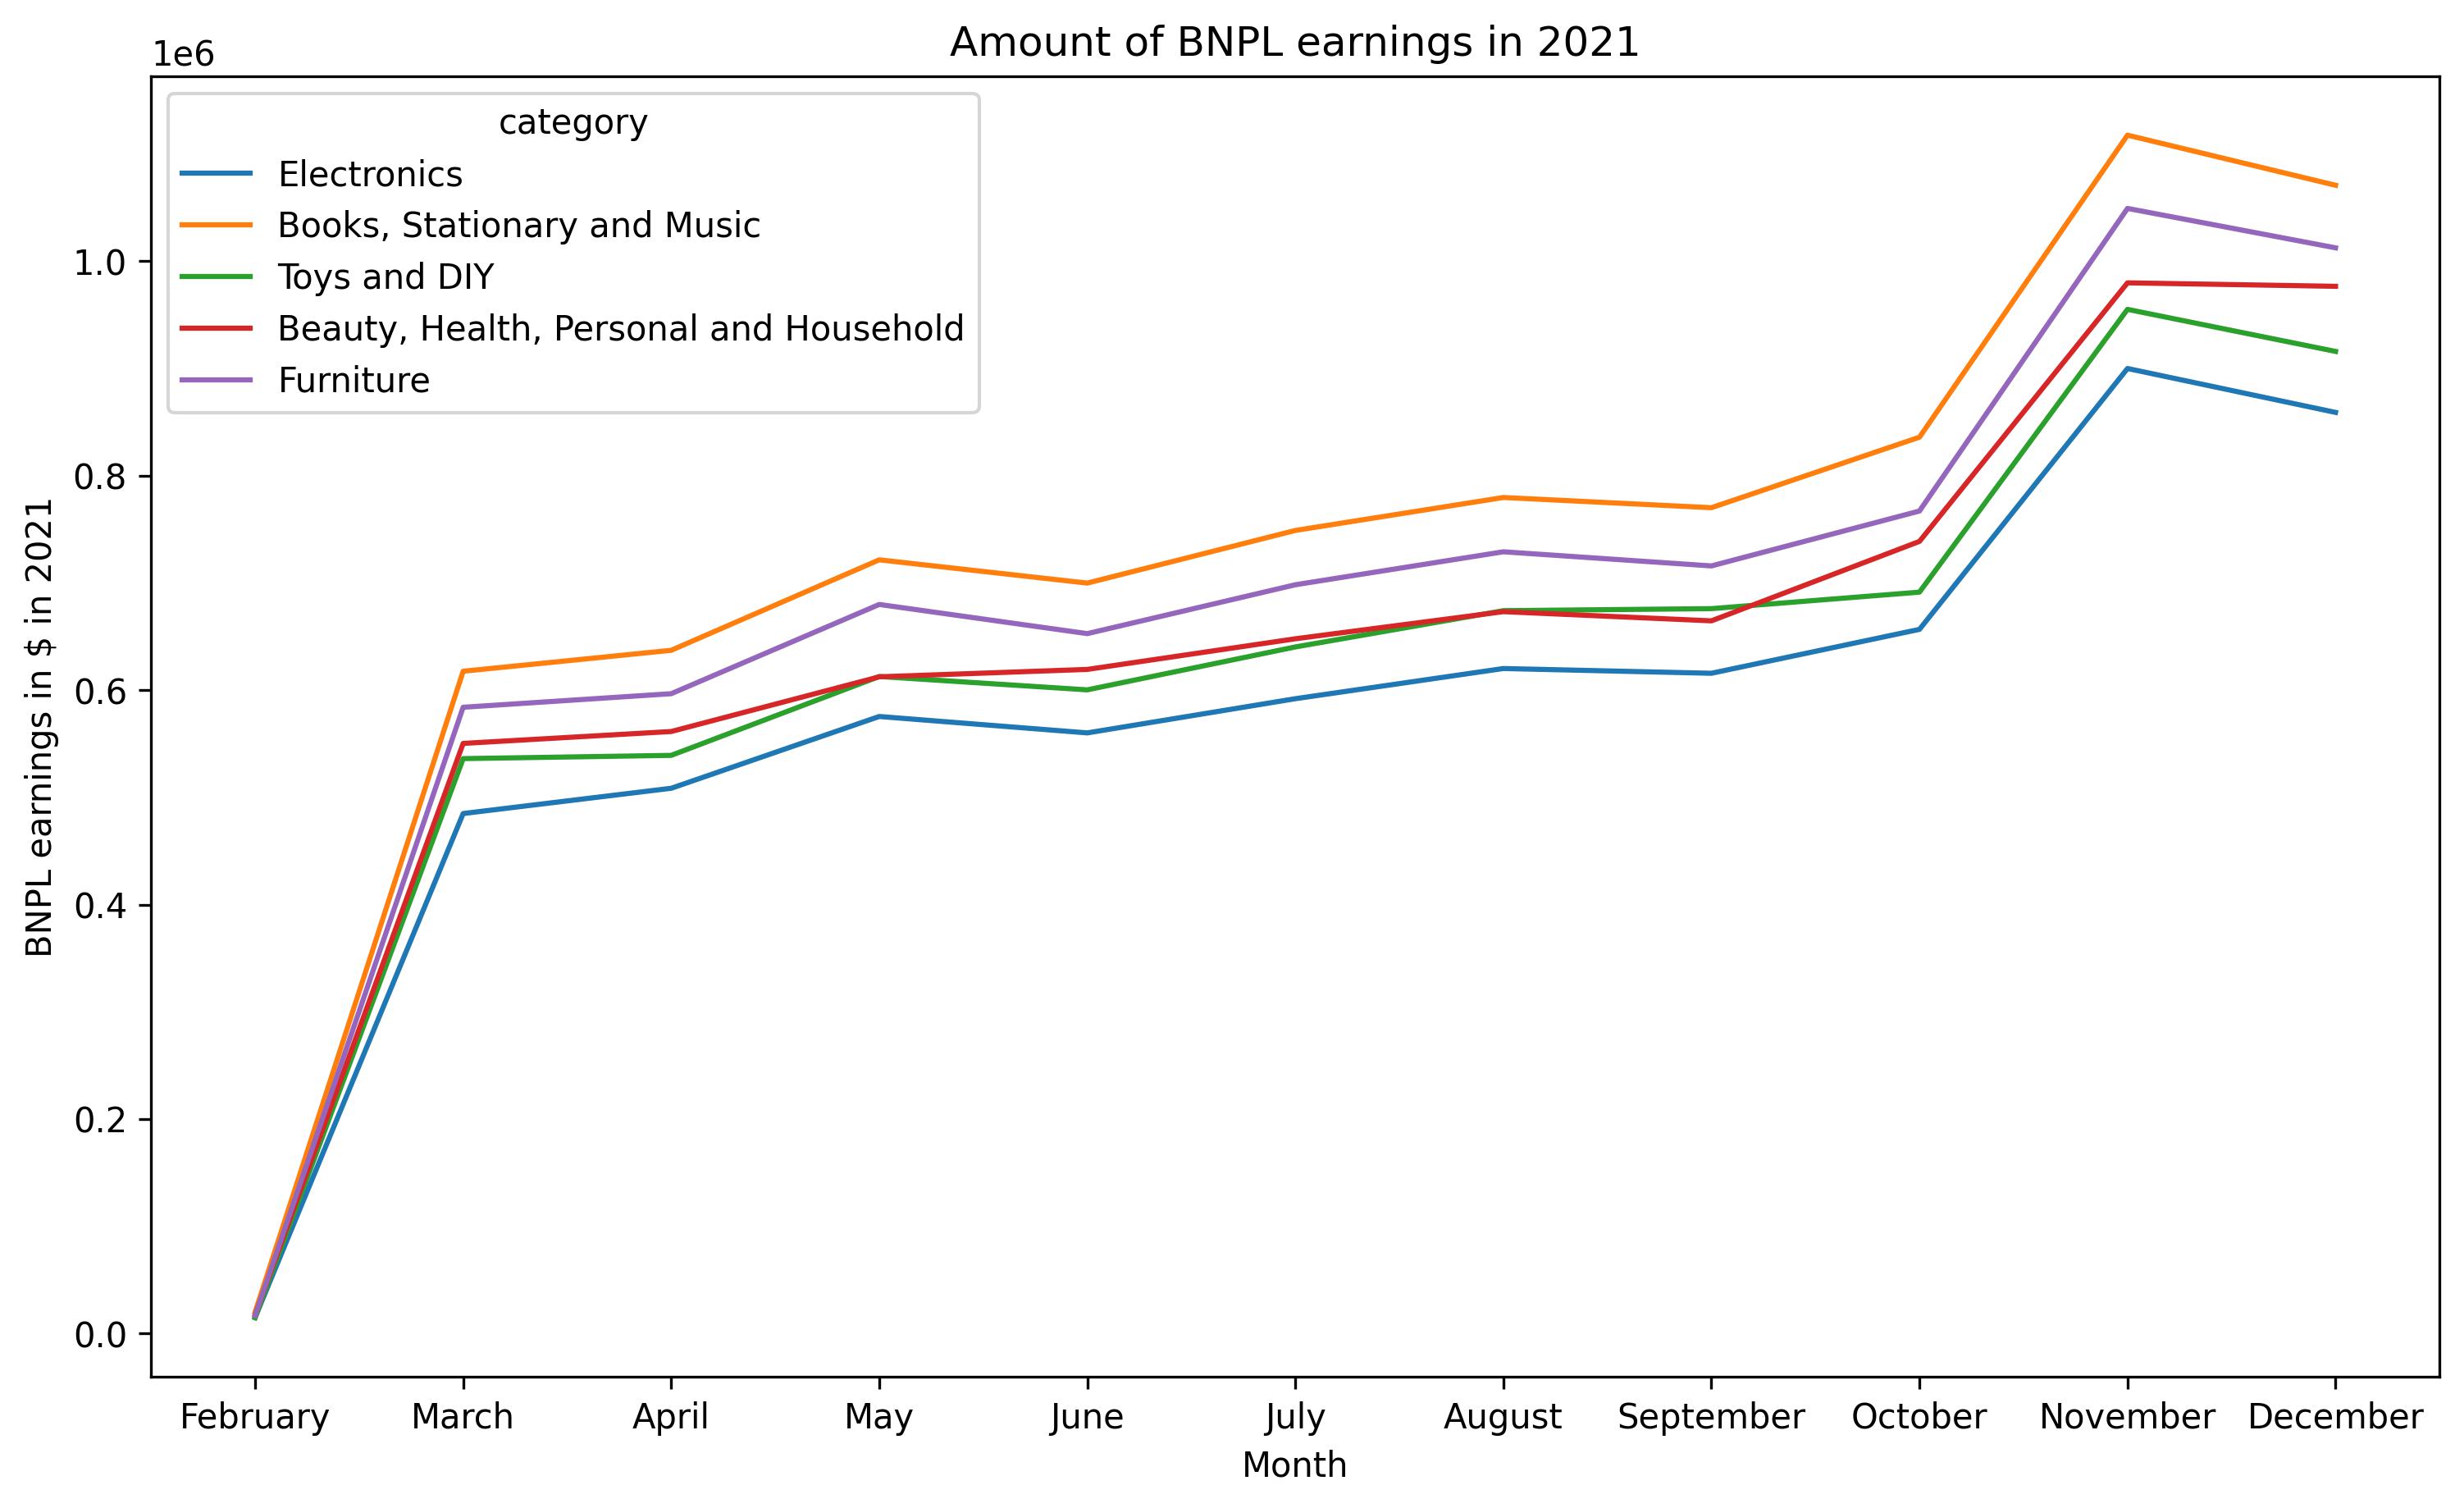 Amount of BNPL earnings in 2021
1e6
category
Electronics
Books, Stationary and Music
Toys and DIY
Beauty, Health, Personal and Household
Furniture
BNPL earnings in $ in 2021
1.0
0.8
0.6
0.4
0.2
0.0
February March April May June July August September October November December
Month